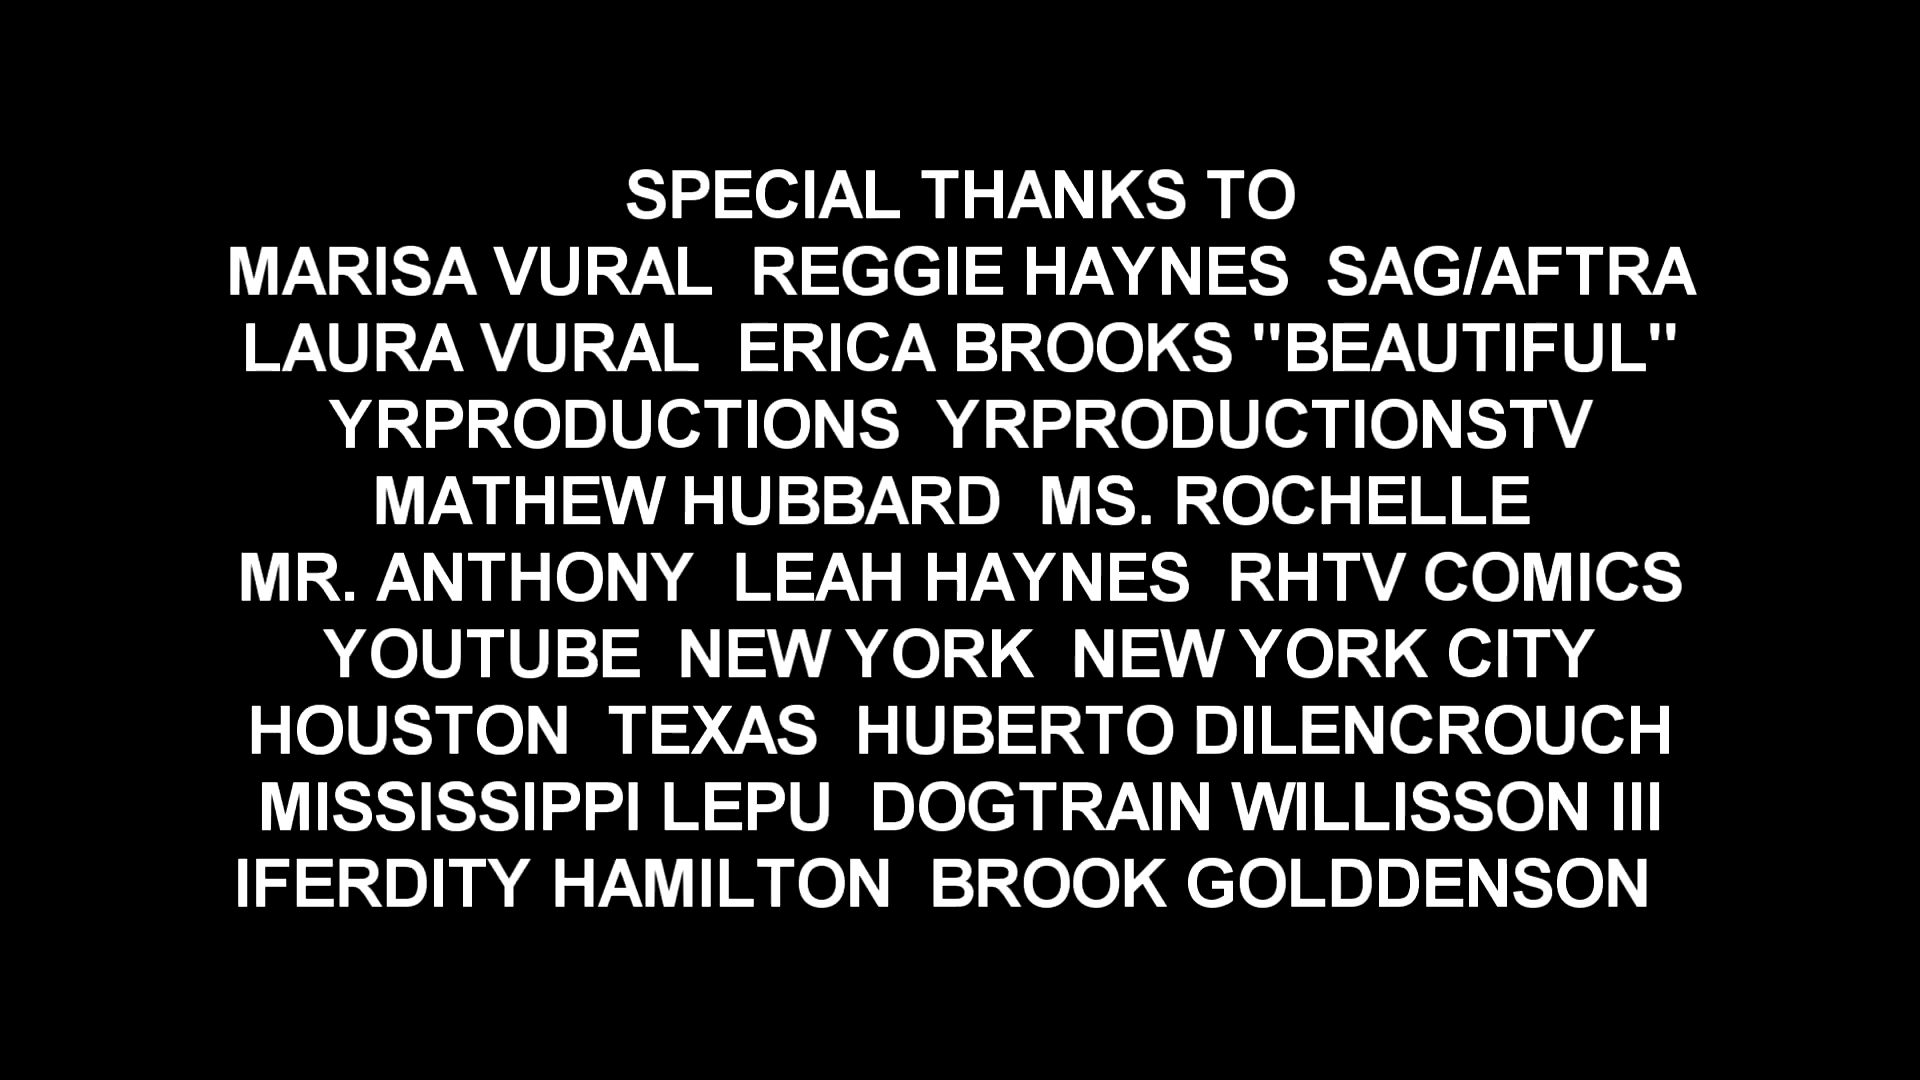 SPECIAL THANKS TO
MARISA VURAL  REGGIE HAYNES  SAG/AFTRA
LAURA VURAL  ERICA BROOKS "BEAUTIFUL"
YRPRODUCTIONS  YRPRODUCTIONSTV
MATHEW HUBBARD  MS. ROCHELLE
MR. ANTHONY  LEAH HAYNES  RHTV COMICS
YOUTUBE  NEW YORK  NEW YORK CITY
HOUSTON  TEXAS  HUBERTO DILENCROUCH
MISSISSIPPI LEPU  DOGTRAIN WILLISSON III
IFERDITY HAMILTON  BROOK GOLDDENSON